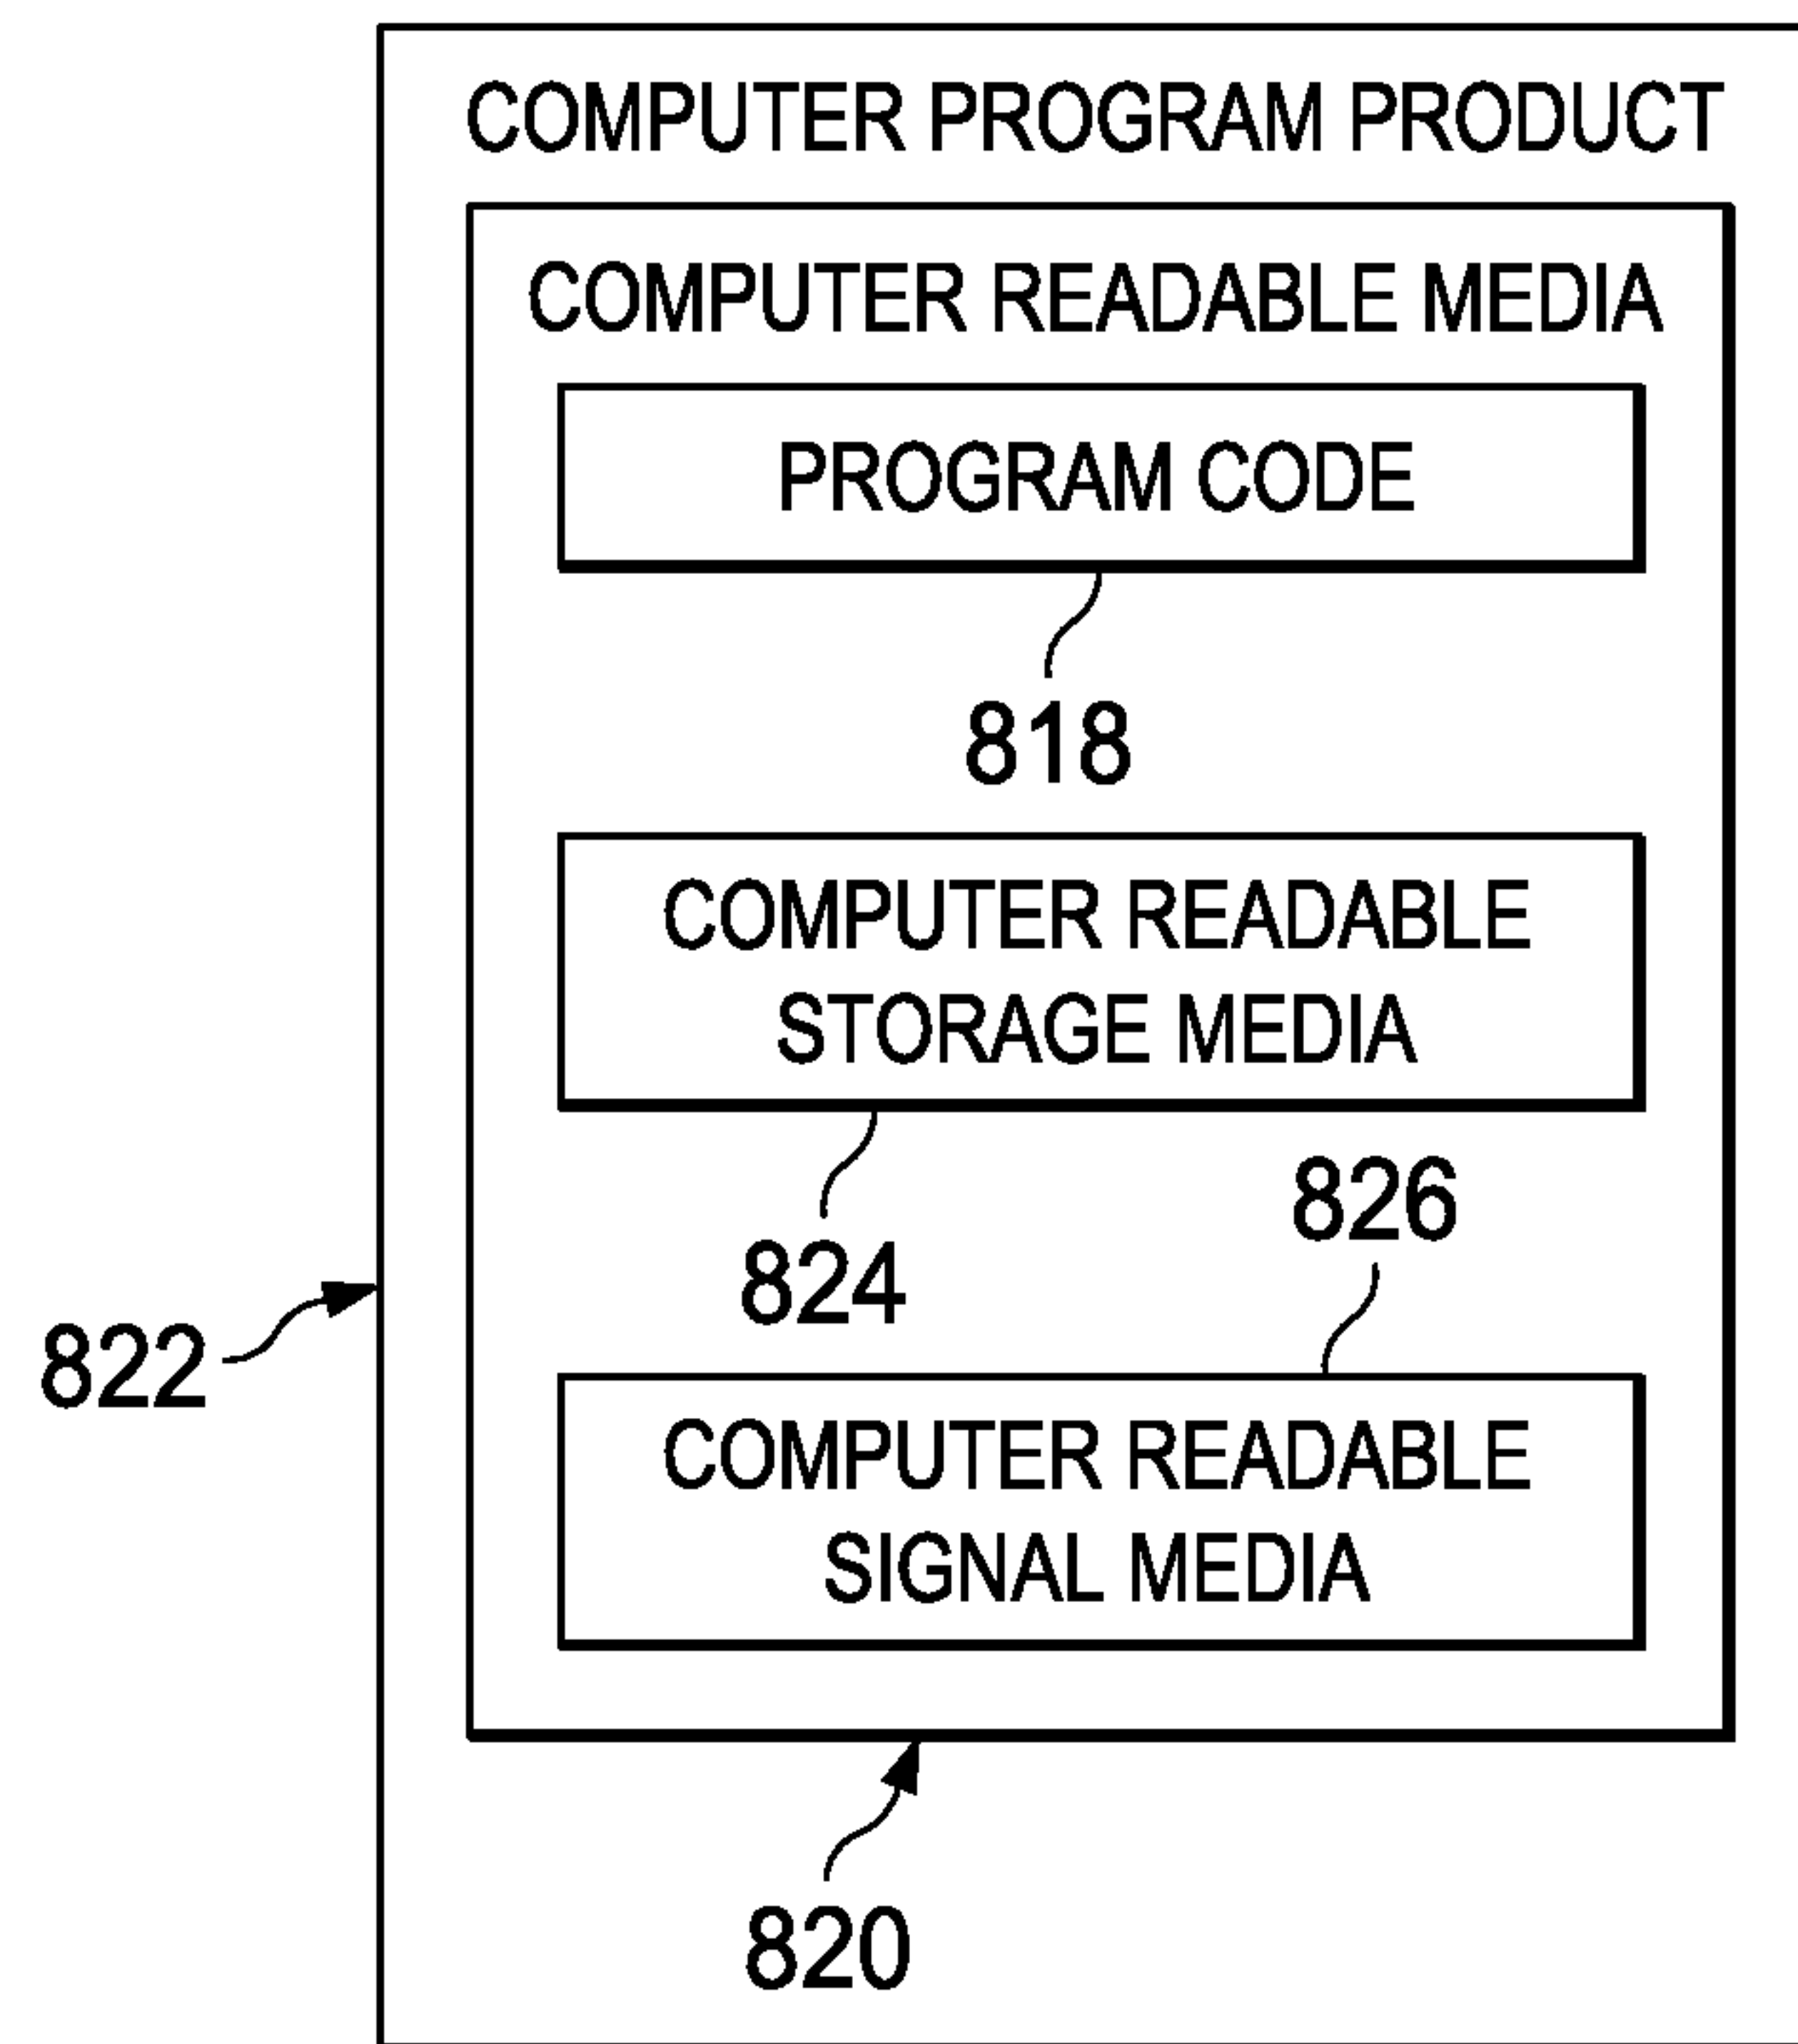 COMPUTER PROGRAM PRODUCT
COMPUTER READABLE MEDIA
PROGRAM CODE
818
COMPUTER READABLE
STORAGE MEDIA
826
824
822
COMPUTER READABLE
SIGNAL MEDIA
820